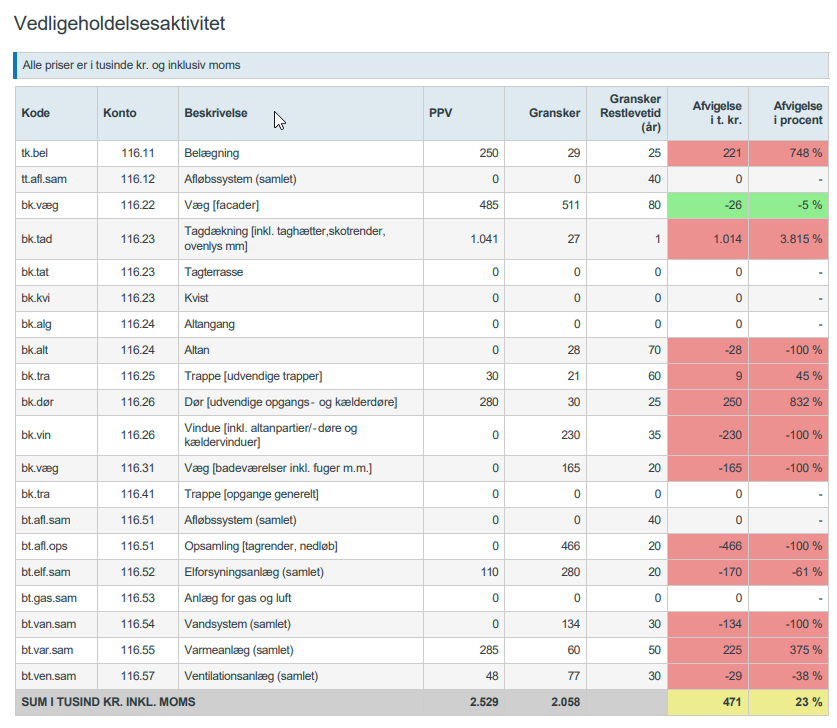 Vedligeholdelsesaktivitet
Alle priser er i tusinde kr. og inklusiv moms
Kode Konto Beskrivelse PPV Gransker Gransker Restlevetid (år) Afvigelse i t. kr. Afvigelse i procent
tk.bel 116.11 Belægning 250 29 25 221 748 %
tt.afl.sam 116.12 Afløbssystem (samlet) 0 0 40 0 -
bk.væg 116.22 Væg [facader] 485 511 80 -26 -5 %
bk.tad 116.23 Tagdækning [inkl. taghætter,skotrender, ovenlys mm] 1.041 27 1 1.014 3.815 %
bk.tat 116.23 Tagterrasse 0 0 0 0 -
bk.kvi 116.23 Kvist 0 0 0 0 -
bk.alg 116.24 Altangang 0 0 0 0 -
bk.alt 116.24 Altan 0 28 70 -28 -100 %
bk.tra 116.25 Trappe [udvendige trapper] 30 21 60 9 45 %
bk.dør 116.26 Dør [udvendige opgangs- og kælderdøre] 280 30 25 250 832 %
bk.vin 116.26 Vindue [inkl. altanpartier/-døre og kældervinduer] 0 230 35 -230 -100 %
bk.væg 116.31 Væg [badeværelser inkl. fuger m.m.] 0 165 20 -165 -100 %
bk.tra 116.41 Trappe [opgange generelt] 0 0 0 0 -
bt.afl.sam 116.51 Afløbssystem (samlet) 0 0 40 0 -
bt.afl.ops 116.51 Opsamling [tagrender, nedløb] 0 466 20 -466 -100 %
bt.elf.sam 116.52 Elforsyningsanlæg (samlet) 110 280 20 -170 -61 %
bt.gas.sam 116.53 Anlæg for gas og luft 0 0 0 0 -
bt.van.sam 116.54 Vandsystem (samlet) 0 134 30 -134 -100 %
bt.var.sam 116.55 Varmeanlæg (samlet) 285 60 50 225 375 %
bt.ven.sam 116.57 Ventilationsanlæg (samlet) 48 77 30 -29 -38 %
SUM I TUSIND KR. INKL. MOMS 2.529 2.058 471 23 %